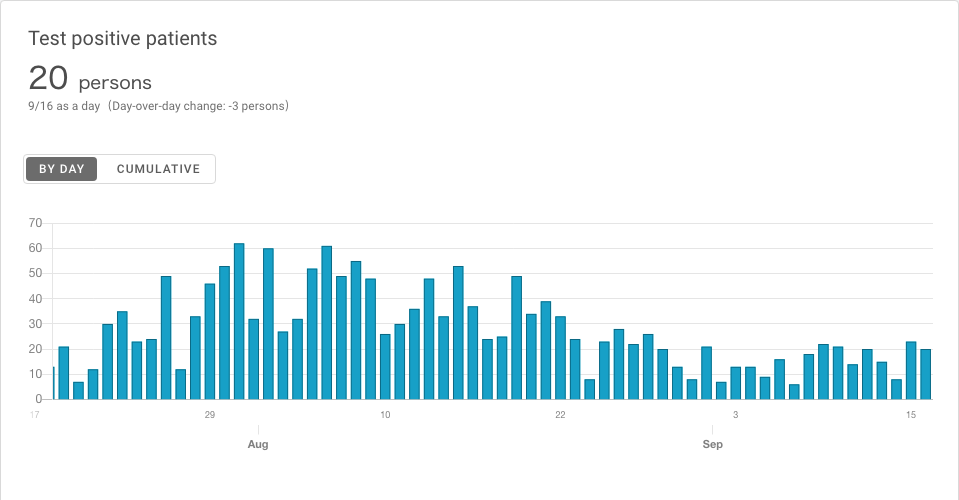 Test positive patients
20 persons
9/16 as a day（Day-over-day change: -3 persons）
BY DAY CUMULATIVE
70
60
50
40
30
20
10
0
17 29 10 22 3 15
Aug Sep